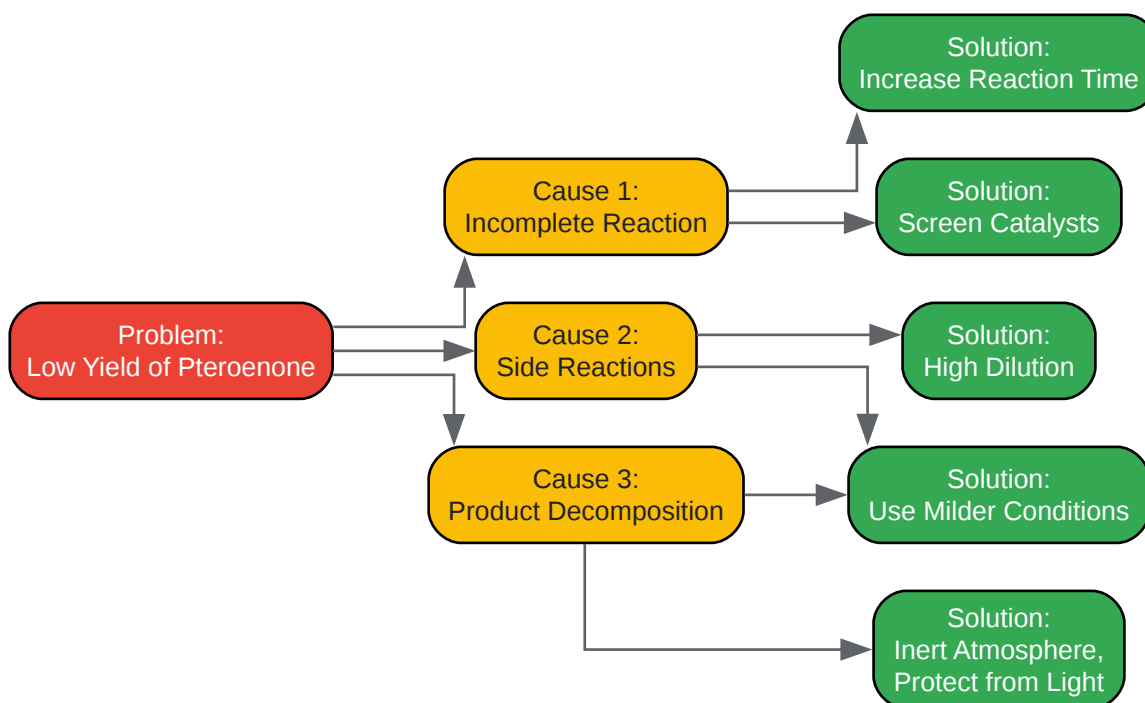 Solution:
Increase Reaction Time
Cause 1:
Incomplete Reaction
Solution:
Screen Catalysts
Problem:
Low Yield of Pteroenone
Cause 2:
Side Reactions
Solution:
High Dilution
Cause 3:
Product Decomposition
Solution:
Use Milder Conditions
Solution:
Inert Atmosphere,
Protect from Light